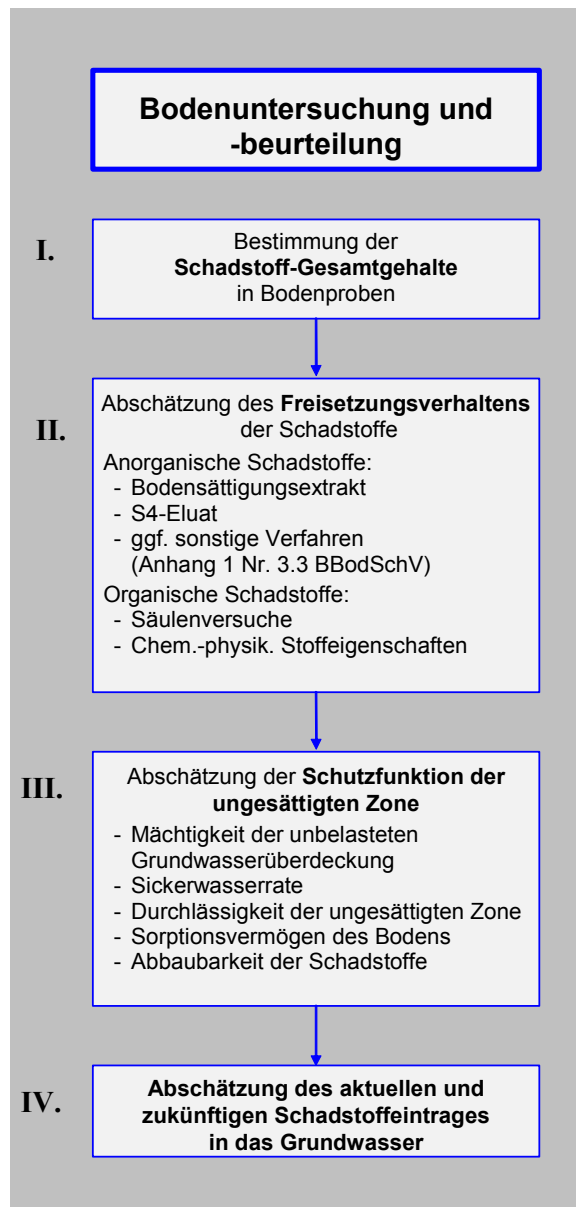 Bodenuntersuchung und
-beurteilung
I.
Bestimmung der
Schadstoff-Gesamtgehalte
in Bodenproben
II.
Abschätzung des Freisetzungsverhaltens
der Schadstoffe
Anorganische Schadstoffe:
- Bodensättigungsextrakt
- S4-Eluat
- ggf. sonstige Verfahren
(Anhang 1 Nr. 3.3 BBodSchV)
Organische Schadstoffe:
- Säulenversuche
- Chem.-physik. Stoffeigenschaften
III.
Abschätzung der Schutzfunktion der
ungesättigten Zone
- Mächtigkeit der unbelasteten
Grundwasserüberdeckung
- Sickerwasserrate
- Durchlässigkeit der ungesättigten Zone
- Sorptionsvermögen des Bodens
- Abbaubarkeit der Schadstoffe
IV.
Abschätzung des aktuellen und
zukünftigen Schadstoffeintrages
in das Grundwasser